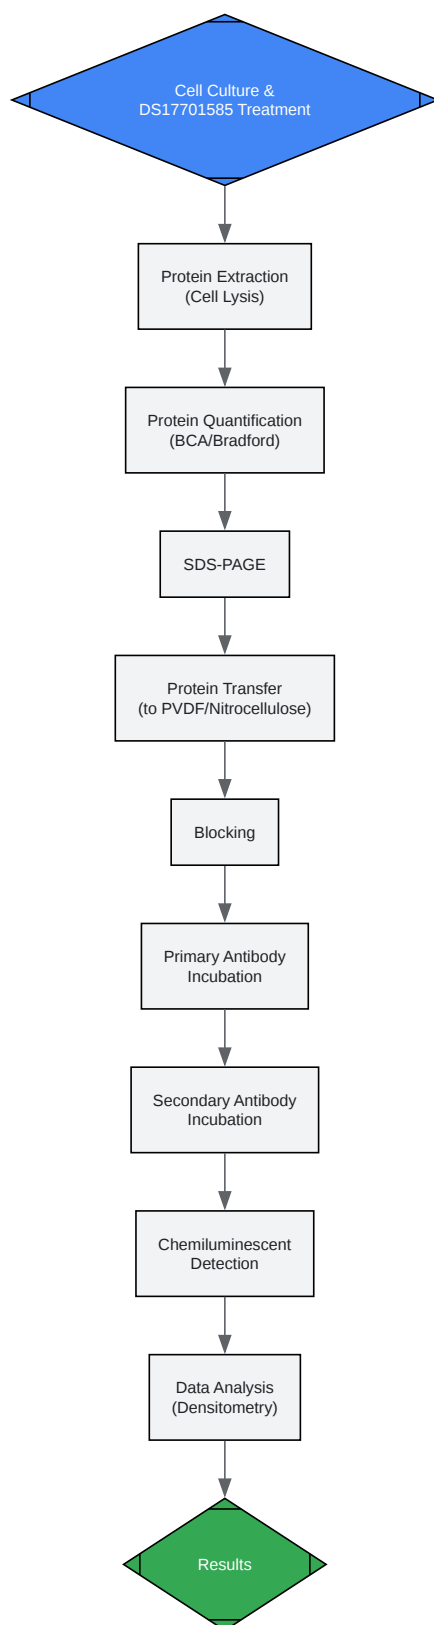 Cell Culture &
DS17701585 Treatment
Protein Extraction
(Cell Lysis)
Protein Quantification
(BCA/Bradford)
SDS-PAGE
Protein Transfer
(to PVDF/Nitrocellulose)
Blocking
Primary Antibody
Incubation
Secondary Antibody
Incubation
Chemiluminescent
Detection
Data Analysis
(Densitometry)
Results